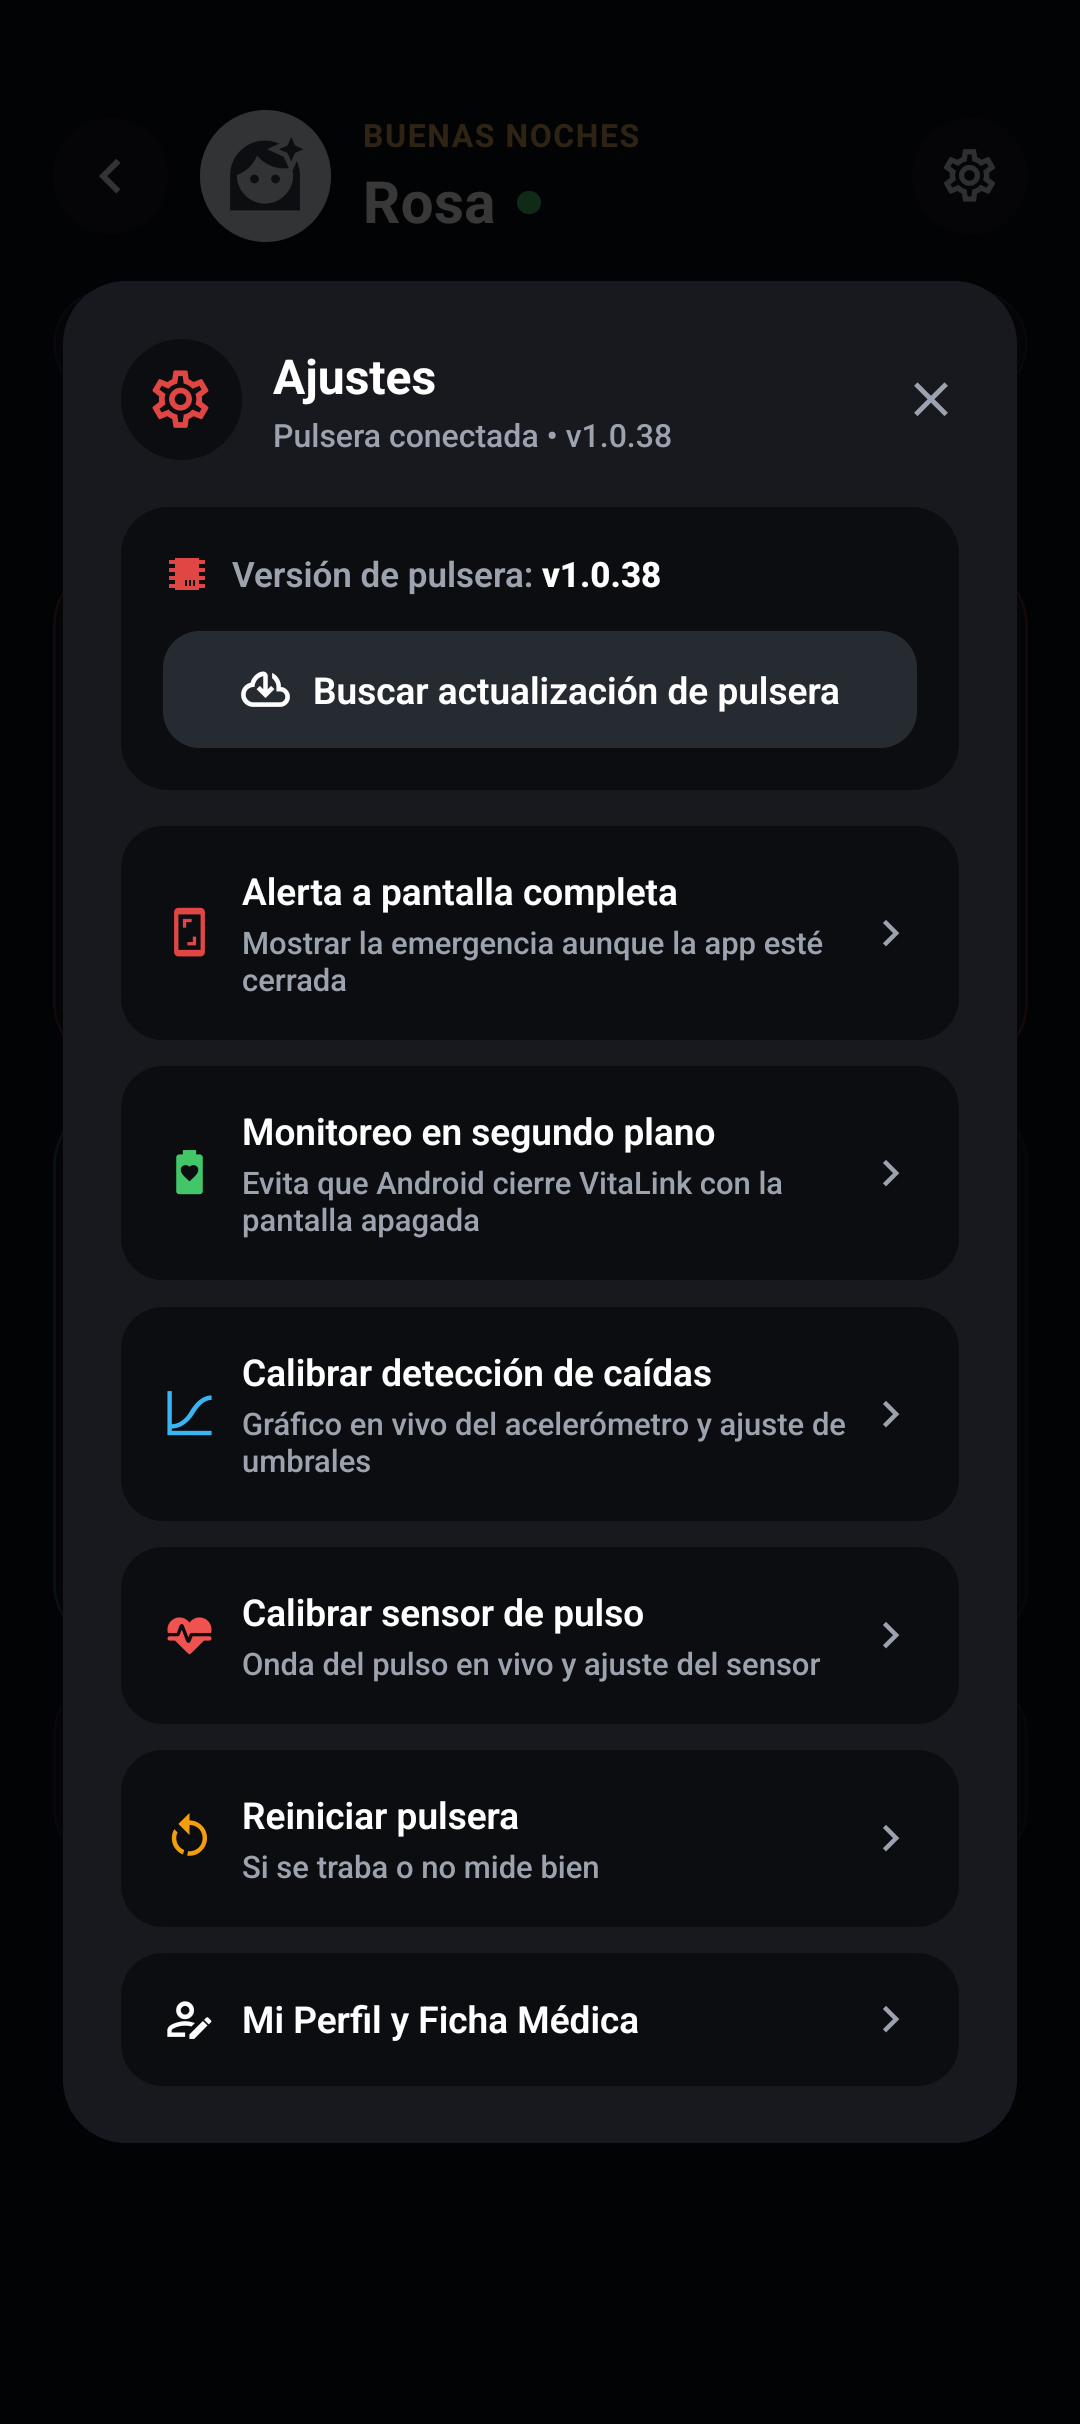 BUENAS NOCHES
Rosa
Ajustes
Pulsera conectada • v1.0.38
Versión de pulsera: v1.0.38
Buscar actualización de pulsera
Alerta a pantalla completa
Mostrar la emergencia aunque la app esté
cerrada
Monitoreo en segundo plano
Evita que Android cierre VitaLink con la
pantalla apagada
Calibrar detección de caídas
Gráfico en vivo del acelerómetro y ajuste de
umbrales
Calibrar sensor de pulso
Onda del pulso en vivo y ajuste del sensor
Reiniciar pulsera
Si se traba o no mide bien
Mi Perfil y Ficha Médica